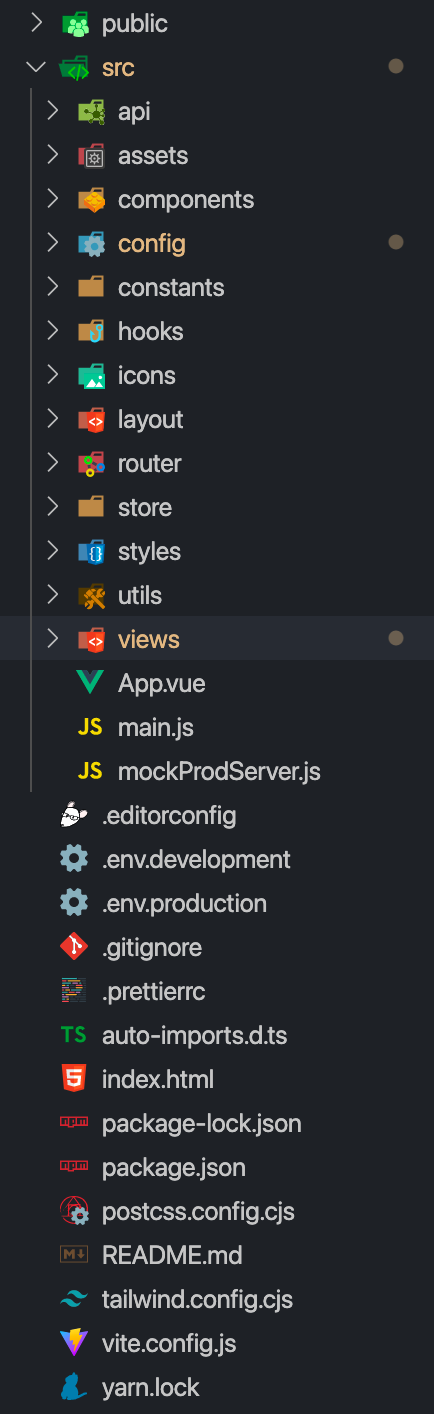 public
src
api
assets
components
config
constants
hooks
icons
layout
router
store
styles
utils
views
App.vue
JS main.js
JS mockProdServer.js
.editorconfig
.env.development
.env.production
.gitignore
.prettierrc
TS auto-imports.d.ts
index.html
package-lock.json
package.json
postcss.config.cjs
README.md
tailwind.config.cjs
vite.config.js
yarn.lock